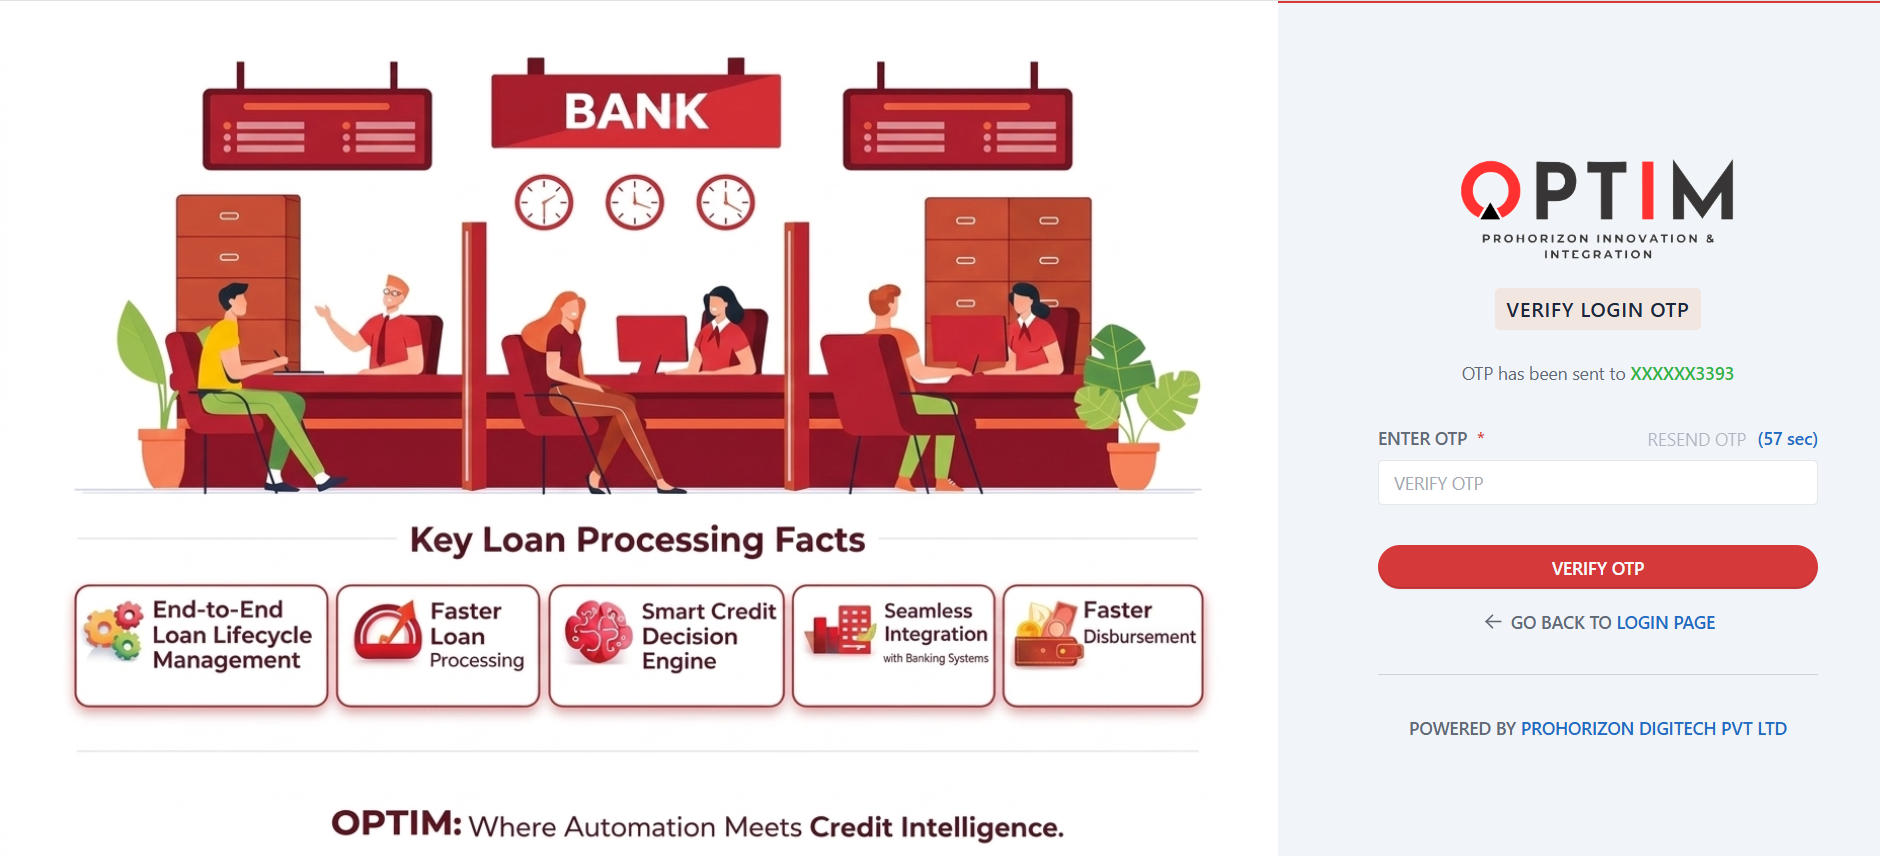 BANK
Key Loan Processing Facts
End-to-End
Loan Lifecycle
Management
Faster
Loan
Processing
Smart Credit
Decision
Engine
Seamless
Integration
with Banking Systems
Faster
Disbursement
OPTIM: Where Automation Meets Credit Intelligence.
OPTIM
PROHORIZON INNOVATION &
INTEGRATION
VERIFY LOGIN OTP
OTP has been sent to XXXXXX3393
ENTER OTP * RESEND OTP (57 sec)
VERIFY OTP
VERIFY OTP
← GO BACK TO LOGIN PAGE
POWERED BY PROHORIZON DIGITECH PVT LTD